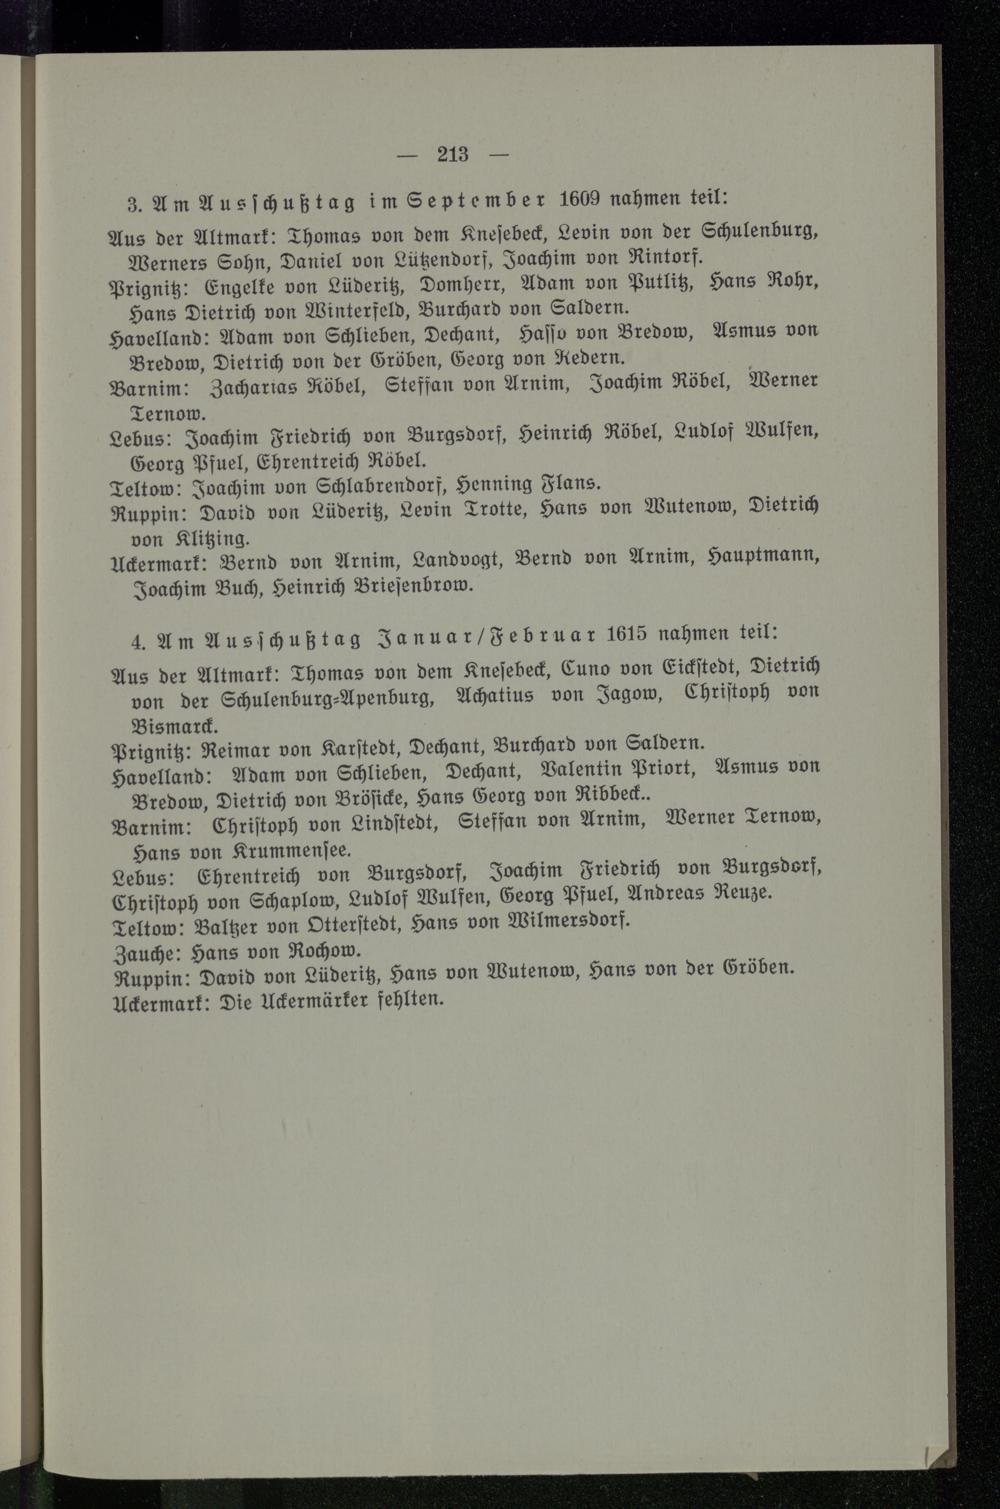 — 213 —
3. Am Ausschußtag im September 1609 nahmen teil:
Aus der Altmark: Thomas von dem Knesebeck, Levin von der Schulenburg,
Werners Sohn, Daniel von Lützendorf, Joachim von Rintorf.
Prignitz: Engelke von Lüderitz, Domherr, Adam von Putlitz, Hans Rohr,
Hans Dietrich von Winterfeld, Burchard von Saldern.
Havelland: Adam von Schlieben, Dechant, Hasso von Bredow, Asmus von
Bredow, Dietrich von der Gröben, Georg von Redern.
Barnim: Zacharias Röbel, Steffan von Arnim, Joachim Röbel, Werner
Ternow.
Lebus: Joachim Friedrich von Burgsdorf, Heinrich Röbel, Ludlof Wulfen,
Georg Pfuel, Ehrentreich Röbel.
Teltow: Joachim von Schlabrendorf, Henning Flans.
Ruppin: David von Lüderitz, Levin Trotte, Hans von Wutenow, Dietrich
von Klitzing.
Uckermark: Bernd von Arnim, Landvogt, Bernd von Arnim, Hauptmann,
Joachim Buch, Heinrich Briesenbrow.
4. Am Ausschußtag Januar/Februar 1615 nahmen teil:
Aus der Altmark: Thomas von dem Knesebeck, Cuno von Eickstedt, Dietrich
von der Schulenburg-Apenburg, Achatius von Jagow, Christoph von
Bismarck.
Prignitz: Reimar von Karstedt, Dechant, Burchard von Saldern.
Havelland: Adam von Schlieben, Dechant, Valentin Priort, Asmus von
Bredow, Dietrich von Brösicke, Hans Georg von Ribbeck..
Barnim: Christoph von Lindstedt, Steffan von Arnim, Werner Ternow,
Hans von Krummensee.
Lebus: Ehrentreich von Burgsdorf, Joachim Friedrich von Burgsdorf,
Christoph von Schaplow, Ludlof Wulfen, Georg Pfuel, Andreas Reuze.
Teltow: Baltzer von Otterstedt, Hans von Wilmersdorf.
Zauche: Hans von Rochow.
Ruppin: David von Lüderitz, Hans von Wutenow, Hans von der Gröben.
Uckermark: Die Uckermärker fehlten.